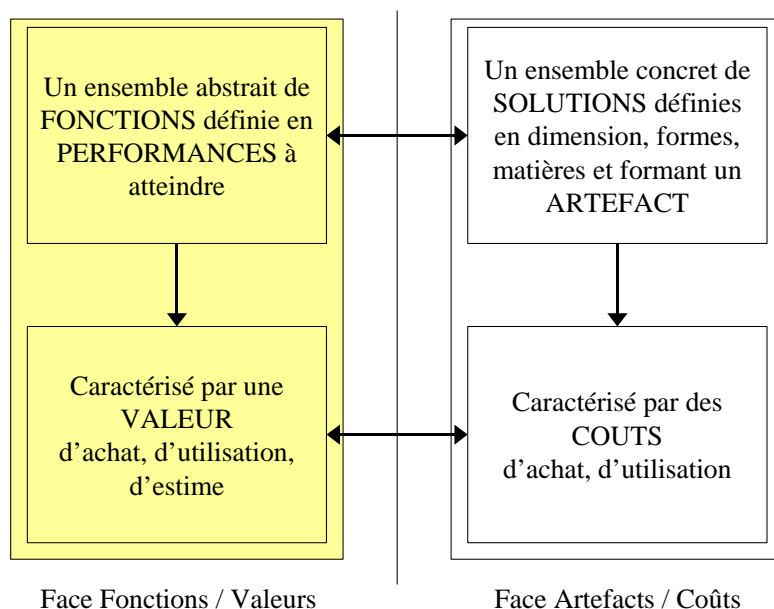 Un ensemble abstrait de
FONCTIONS définie en
PERFORMANCES à
atteindre
Un ensemble concret de
SOLUTIONS définies
en dimension, formes,
matières et formant un
ARTEFACT
Caractérisé par une
VALEUR
d’achat, d’utilisation,
d’estime
Caractérisé par des
COUTS
d’achat, d’utilisation
Face Fonctions / Valeurs
Face Artefacts / Coûts